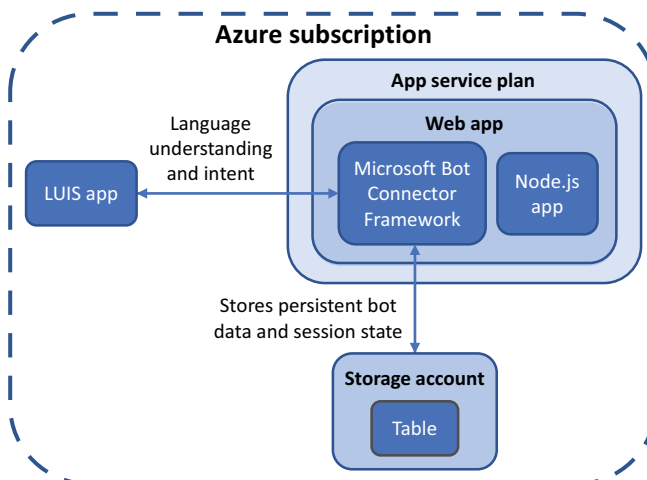 Azure subscription
App service plan
Web app
Language
understanding
and intent
LUIS app
Microsoft Bot
Connector
Framework
Node.js
app
Stores persistent bot
data and session state
Storage account
Table